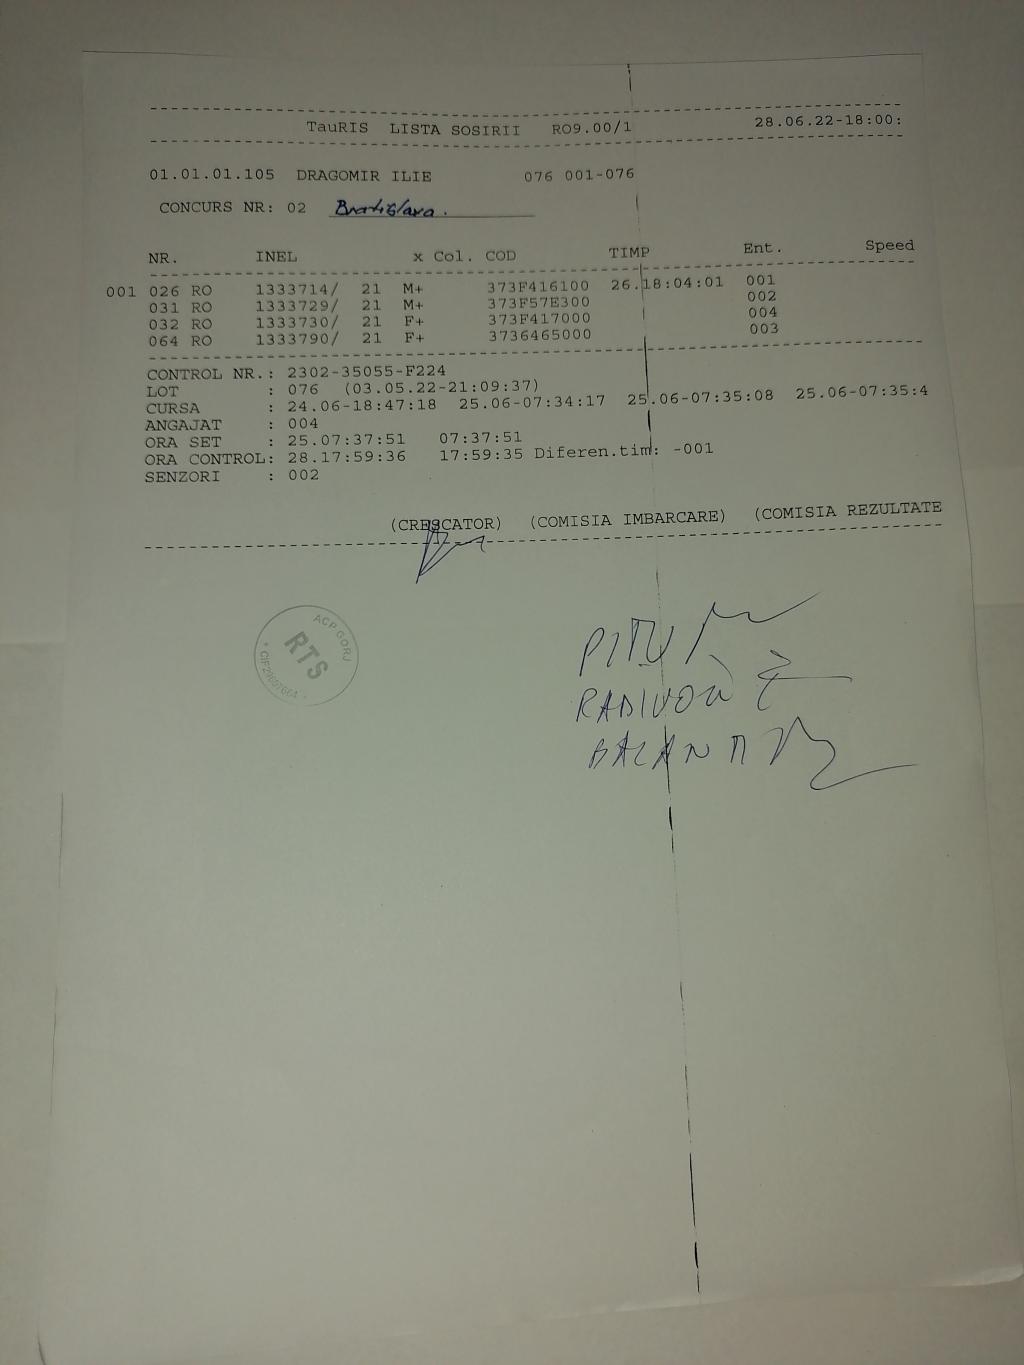 TauRIS LISTA SOSIRII RO9.00/1 28.06.22-18:00:
01.01.01.105 DRAGOMIR ILIE 076 001-076
CONCURS NR: 02 Bratislava.
NR. INEL x Col. COD TIMP Ent. Speed
001 026 RO 1333714/ 21 M+ 373F416100 26.18:04:01 001
031 RO 1333729/ 21 M+ 373F57E300 002
032 RO 1333730/ 21 F+ 373F417000 004
064 RO 1333790/ 21 F+ 3736465000 003
CONTROL NR.: 2302-35055-F224
LOT : 076 (03.05.22-21:09:37)
CURSA : 24.06-18:47:18 25.06-07:34:17 25.06-07:35:08 25.06-07:35:4
ANGAJAT : 004
ORA SET : 25.07:37:51 07:37:51
ORA CONTROL: 28.17:59:36 17:59:35 Diferen.tim: -001
SENZORI : 002
(CRESCATOR) (COMISIA IMBARCARE) (COMISIA REZULTATE
ACP GORJ
RTS
PITU
RADIVOI